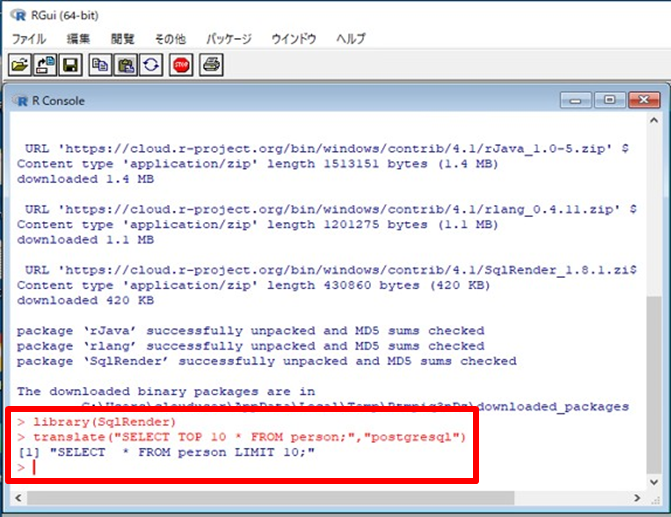 RGui (64-bit)
ファイル 編集 閲覧 その他 パッケージ ウインドウ ヘルプ
STOP
R Console
URL 'https://cloud.r-project.org/bin/windows/contrib/4.1/rJava_1.0-5.zip' $
Content type 'application/zip' length 1513151 bytes (1.4 MB)
downloaded 1.4 MB
URL 'https://cloud.r-project.org/bin/windows/contrib/4.1/rlang_0.4.11.zip' $
Content type 'application/zip' length 1201275 bytes (1.1 MB)
downloaded 1.1 MB
URL 'https://cloud.r-project.org/bin/windows/contrib/4.1/SqlRender_1.8.1.zi$
Content type 'application/zip' length 430860 bytes (420 KB)
downloaded 420 KB
package ‘rJava’ successfully unpacked and MD5 sums checked
package ‘rlang’ successfully unpacked and MD5 sums checked
package ‘SqlRender’ successfully unpacked and MD5 sums checked
The downloaded binary packages are in
\downloaded_packages
> library(SqlRender)
> translate("SELECT TOP 10 * FROM person;","postgresql")
[1] "SELECT  * FROM person LIMIT 10;"
>